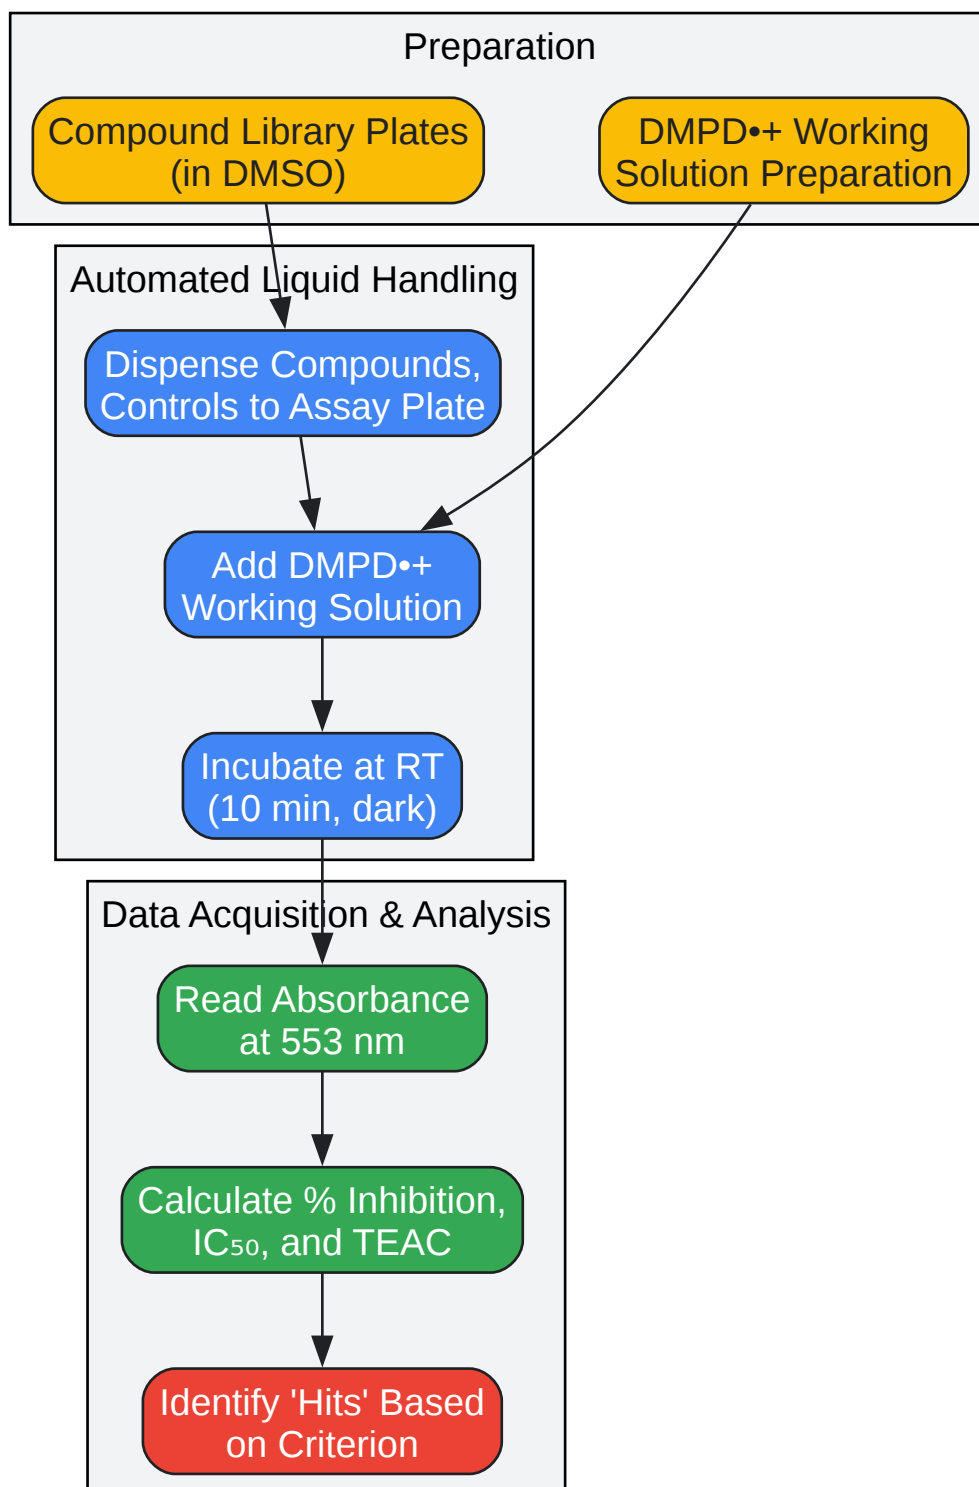 Preparation
Compound Library Plates
(in DMSO)
DMPD•+ Working
Solution Preparation
Automated Liquid Handling
Dispense Compounds,
Controls to Assay Plate
Add DMPD•+
Working Solution
Incubate at RT
(10 min, dark)
Data Acquisition & Analysis
Read Absorbance
at 553 nm
Calculate % Inhibition,
IC₅₀, and TEAC
Identify 'Hits' Based
on Criterion